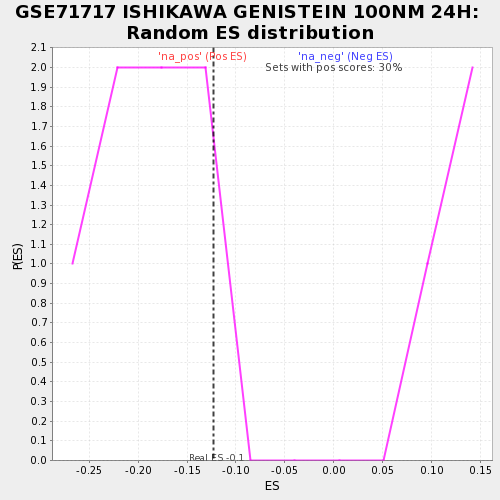 GSE71717 ISHIKAWA GENISTEIN 100NM 24H:
Random ES distribution
'na_pos' (Pos ES)
'na_neg' (Neg ES)
Sets with pos scores: 30%
P(ES)
2.1
2.0
1.9
1.8
1.7
1.6
1.5
1.4
1.3
1.2
1.1
1.0
0.9
0.8
0.7
0.6
0.5
0.4
0.3
0.2
0.1
0.0
Real ES -0.1
-0.25 -0.20 -0.15 -0.10 -0.05 0.00 0.05 0.10 0.15
ES